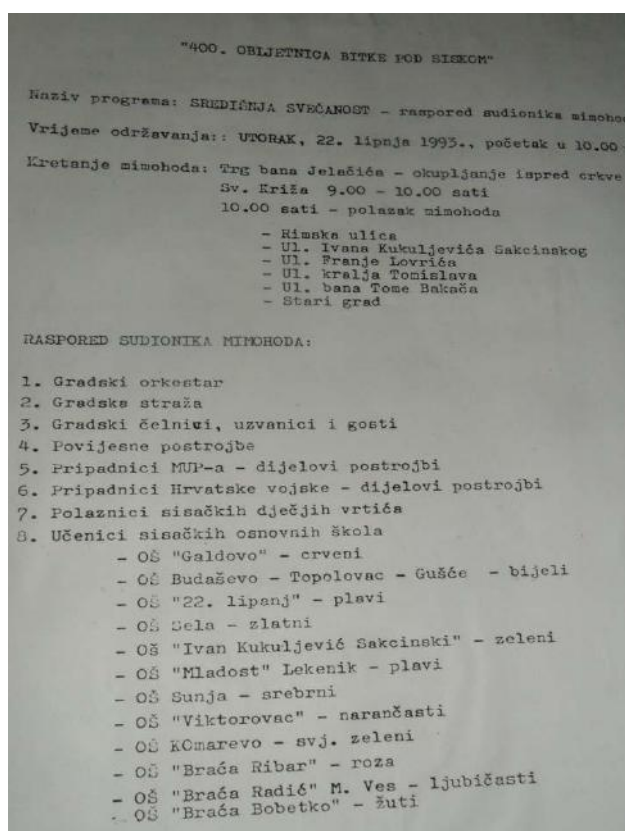 "400. OBLJETNICA BITKE POD SISKOM"
Naziv programa: SREDIŠNJA SVEČANOST - raspored sudionika mimoho
Vrijeme održavanja:: UTORAK, 22. lipnja 1993., početak u 10.00
Kretanje mimohoda: Trg bana Jelačića - okupljanje ispred crkve
Sv. Križa 9.00 - 10.00 sati
10.00 sati - polazak mimohoda
- Rimska ulica
- Ul. Ivana Kukuljevića Sakcinskog
- Ul. Franje Lovrića
- Ul. kralja Tomislava
- Ul. bana Tome Bakača
- Stari grad
RASPORED SUDIONIKA MIMOHODA:
1. Gradski orkestar
2. Gradska straža
3. Gradski čelnici, uzvanici i gosti
4. Povijesne postrojbe
5. Pripadnici MUP-a - dijelovi postrojbi
6. Pripadnici Hrvatske vojske - dijelovi postrojbi
7. Polaznici sisačkih dječjih vrtića
8. Učenici sisačkih osnovnih škola
- OŠ "Galdovo" - crveni
- OŠ Budaševo - Topolovac - Gušće - bijeli
- OŠ "22. lipanj" - plavi
- OŠ Sela - zlatni
- Oš "Ivan Kukuljević Sakcinski" - zeleni
- OŠ "Mladost" Lekenik - plavi
- OŠ Sunja - srebrni
- OŠ "Viktorovac" - narančasti
- OŠ KOmarevo - svj. zeleni
- OŠ "Braća Ribar" - roza
- OŠ "Braća Radić" M. Ves - ljubičasti
- OŠ "Braća Bobetko" - žuti